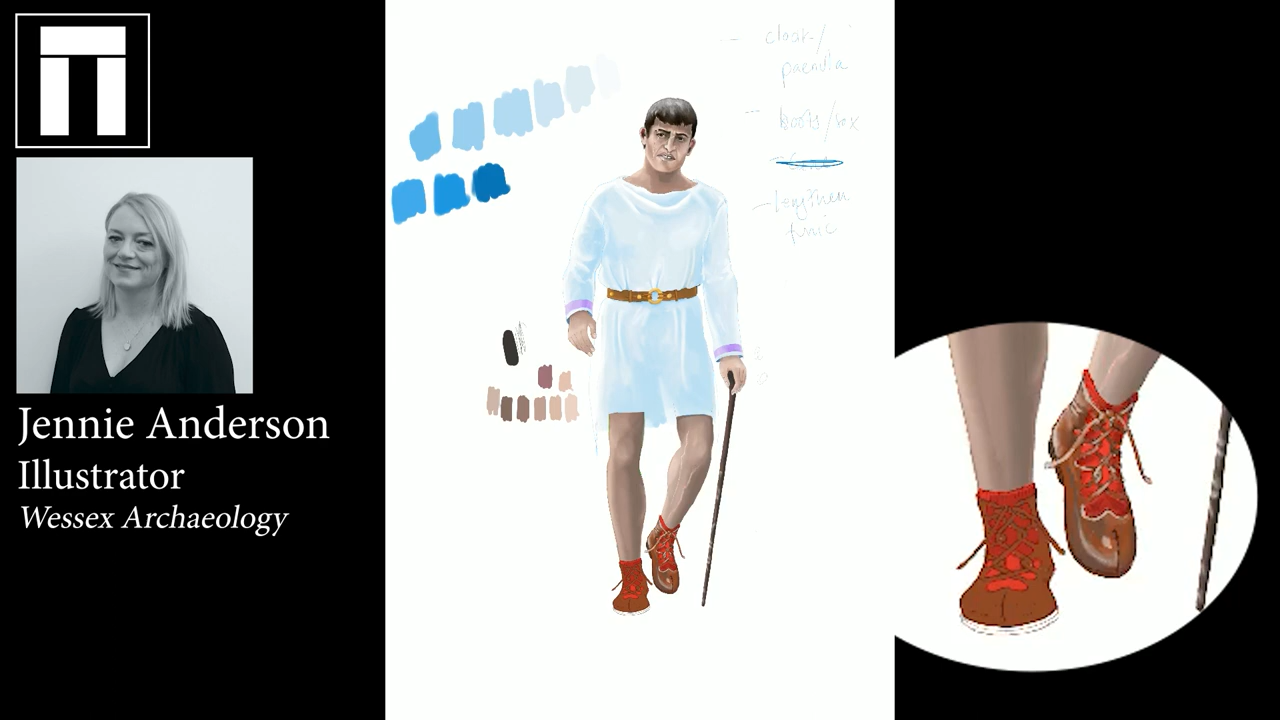 Jennie Anderson
Illustrator
Wessex Archaeology
cloak/
paenula
boots/sox
lengthen
tunic